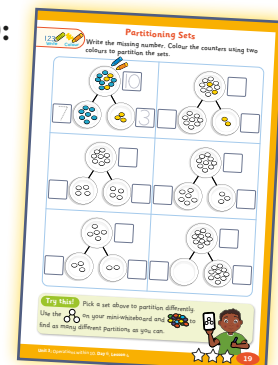 :
Partitioning Sets
123 Write Colour
Write the missing number. Colour the counters using two
colours to partition the sets.
10
7
3
Try this!
Pick a set above to partition differently.
Use the on your mini-whiteboard and to
find as many different partitions as you can.
19